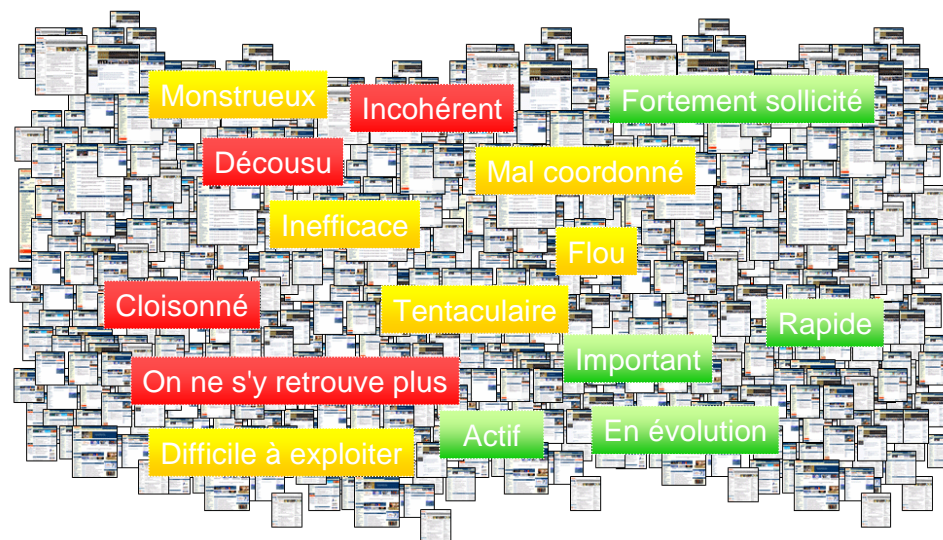 Monstrueux
Incohérent
Fortement sollicité
Décousu
Mal coordonné
Inefficace
Flou
Cloisonné
Tentaculaire
Rapide
Important
On ne s'y retrouve plus
Actif
En évolution
Difficile à exploiter